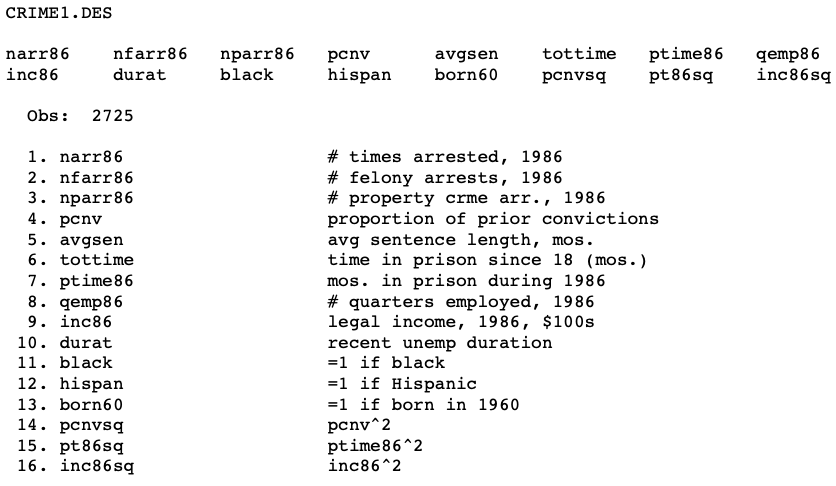 CRIME1.DES
narr86 nfarr86 nparr86 pcnv avgsen tottime ptime86 qemp86
inc86 durat black hispan born60 pcnvsq pt86sq inc86sq
Obs: 2725
1. narr86 # times arrested, 1986
2. nfarr86 # felony arrests, 1986
3. nparr86 # property crme arr., 1986
4. pcnv proportion of prior convictions
5. avgsen avg sentence length, mos.
6. tottime time in prison since 18 (mos.)
7. ptime86 mos. in prison during 1986
8. qemp86 # quarters employed, 1986
9. inc86 legal income, 1986, $100s
10. durat recent unemp duration
11. black =1 if black
12. hispan =1 if Hispanic
13. born60 =1 if born in 1960
14. pcnvsq pcnv^2
15. pt86sq ptime86^2
16. inc86sq inc86^2